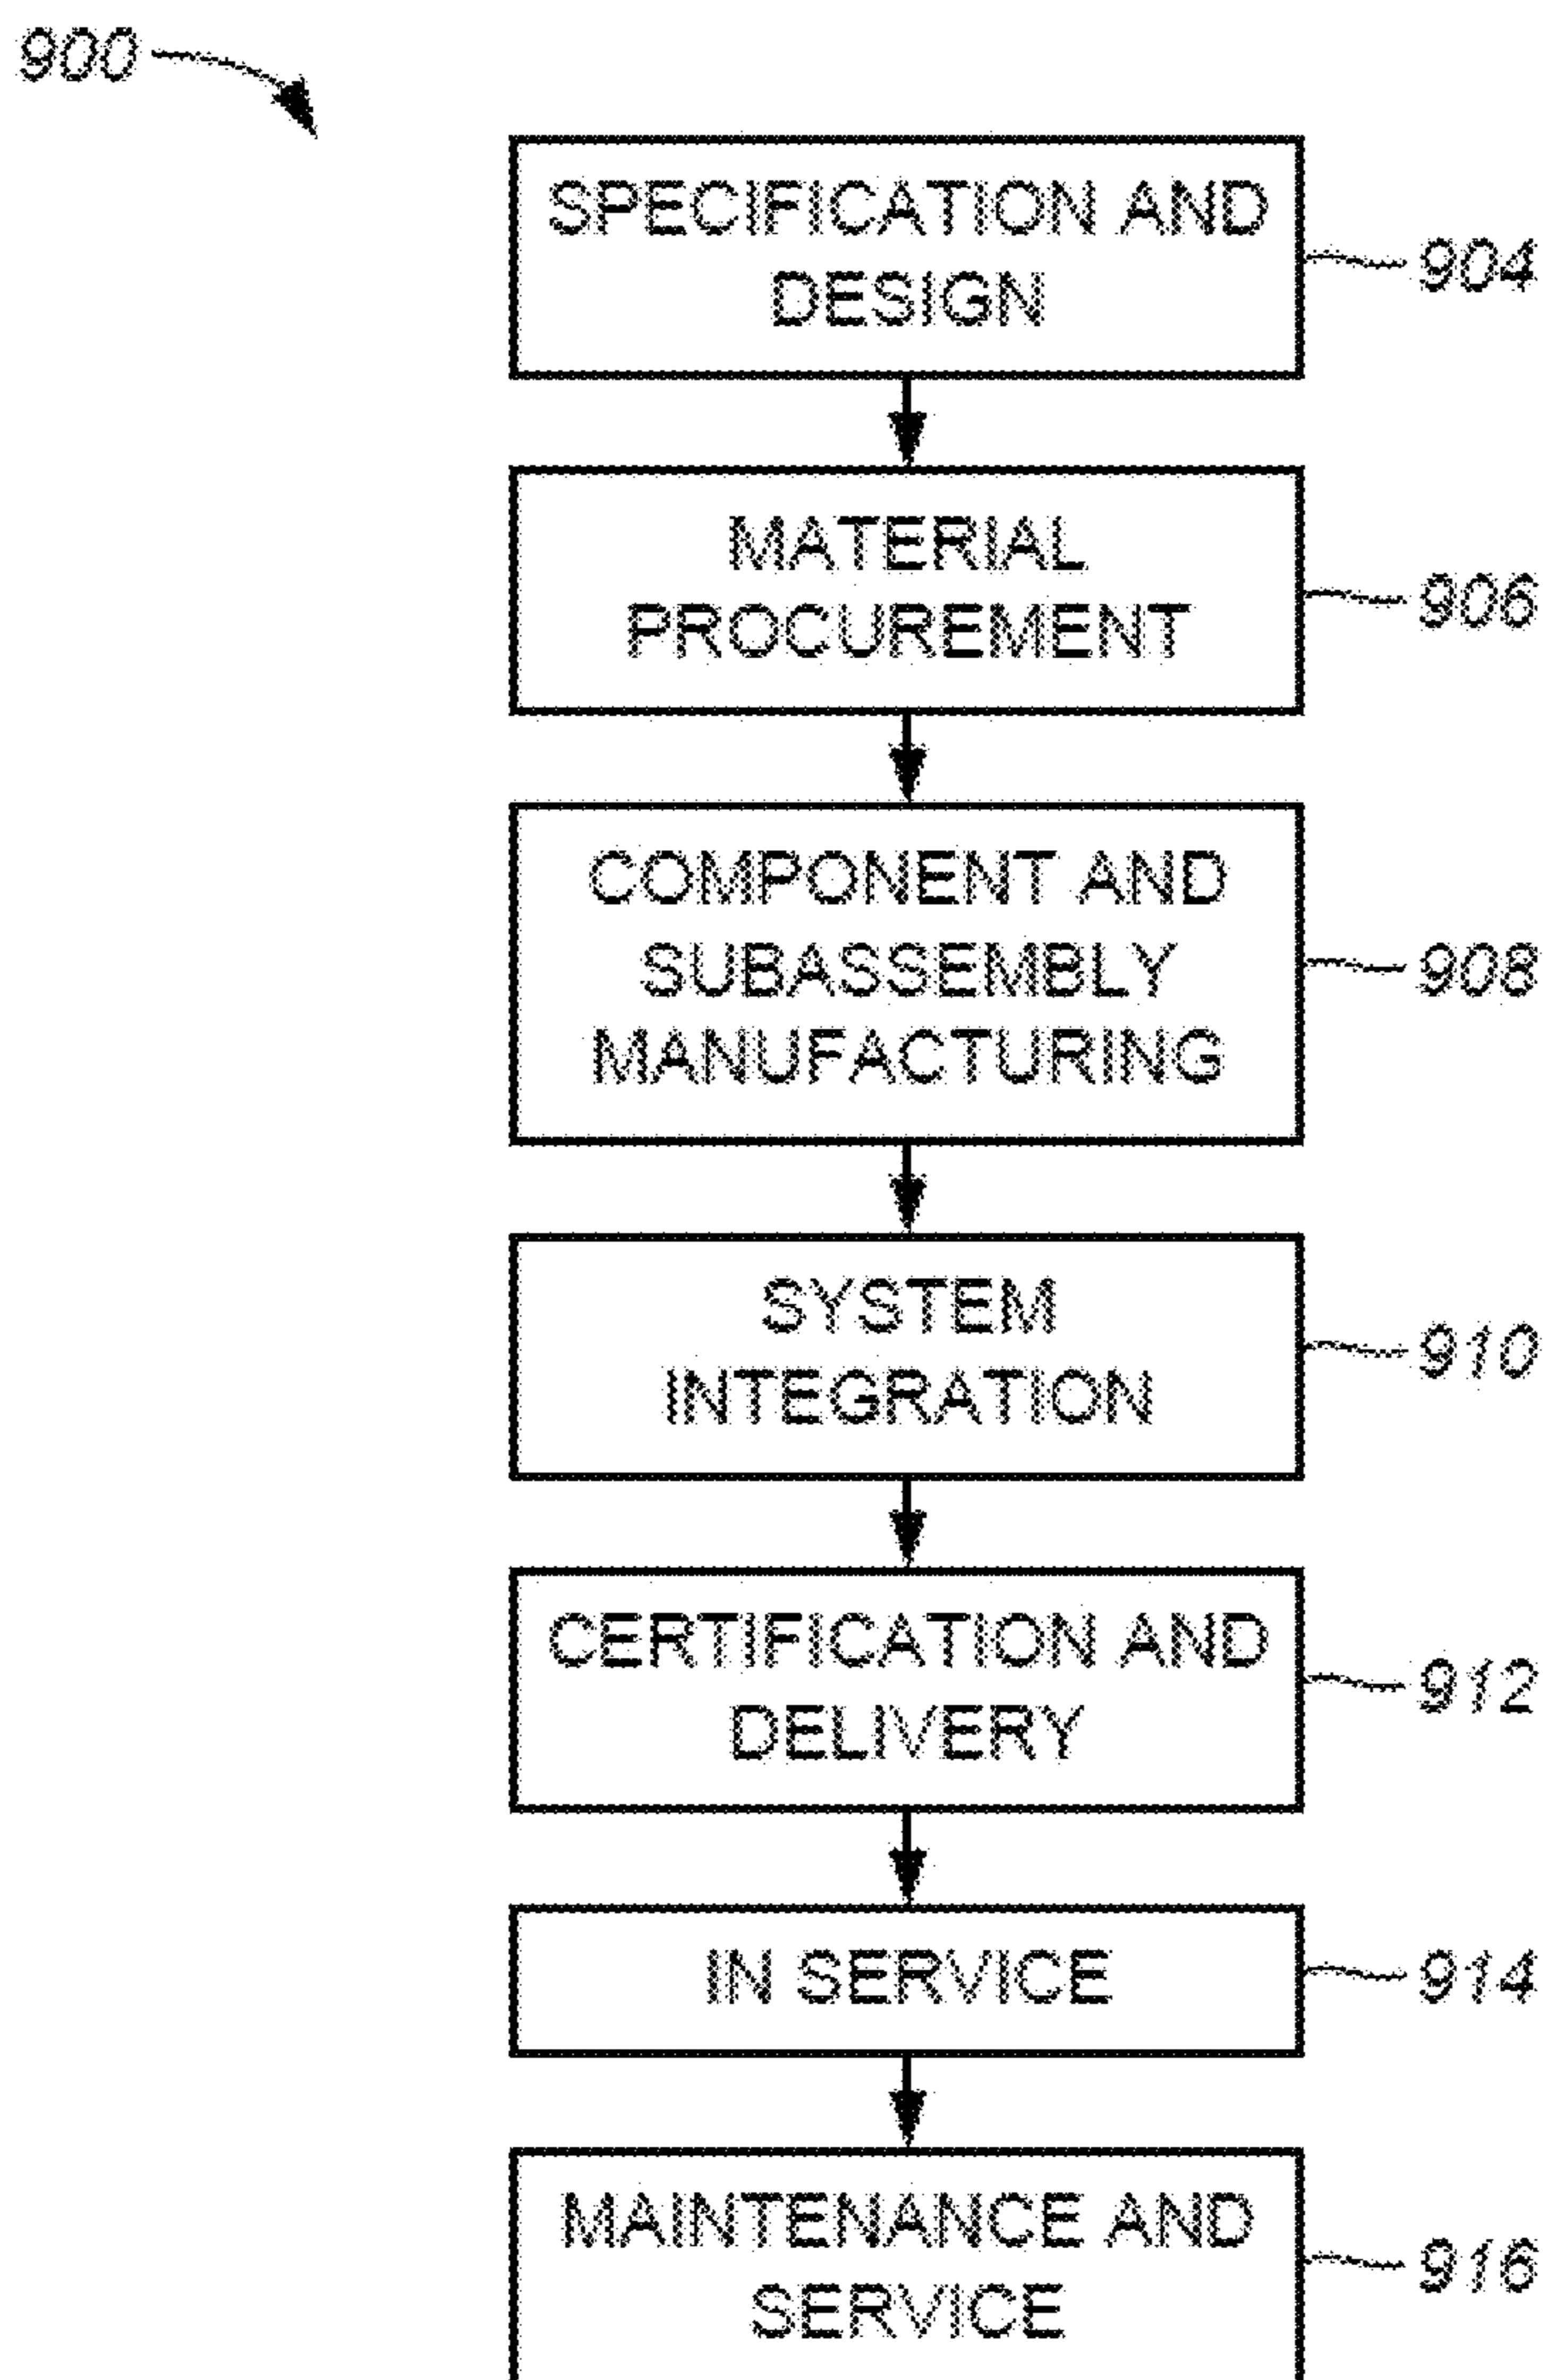 900
SPECIFICATION AND
DESIGN
904
MATERIAL
PROCUREMENT
906
COMPONENT AND
SUBASSEMBLY
MANUFACTURING
908
SYSTEM
INTEGRATION
910
CERTIFICATION AND
DELIVERY
912
IN SERVICE
914
MAINTENANCE AND
SERVICE
916